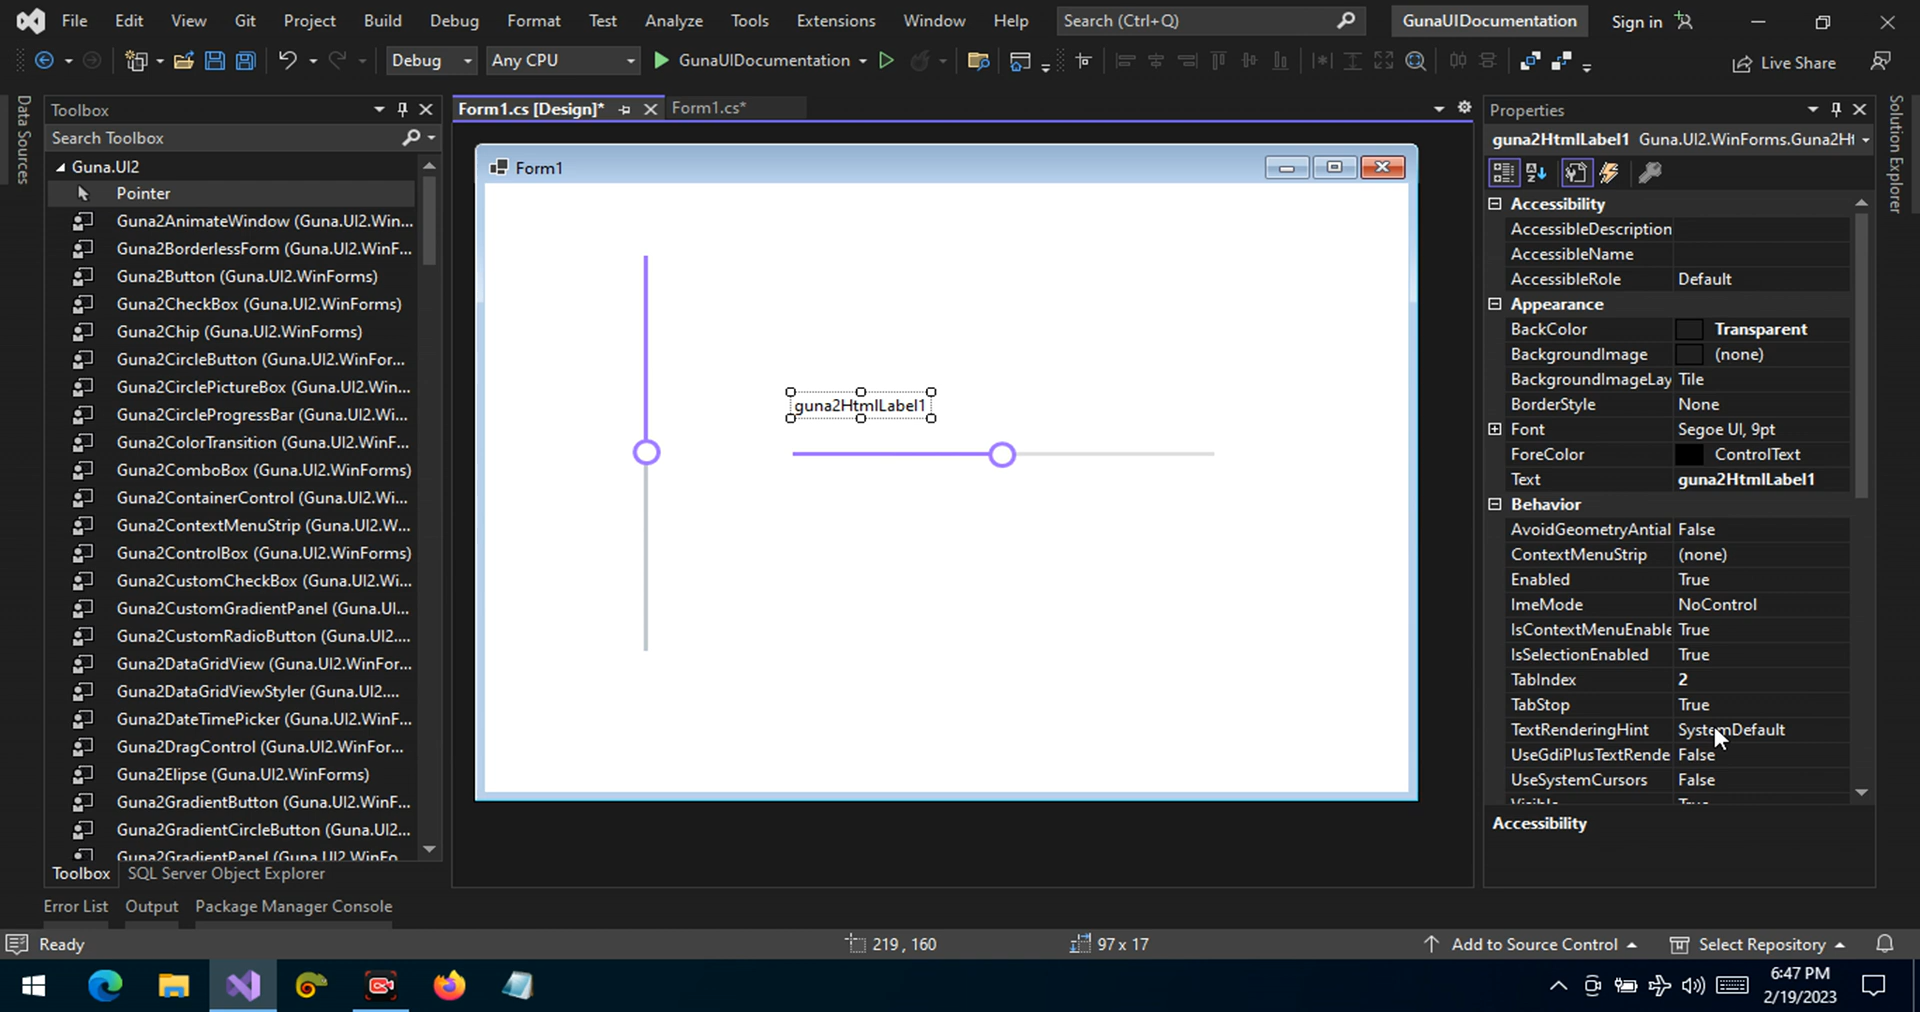 File Edit View Git Project Build Debug Format Test Analyze Tools Extensions Window Help Search (Ctrl+Q) GunaUIDocumentation Sign in
Debug Any CPU GunaUIDocumentation Live Share
Data Sources
Toolbox
Search Toolbox
Guna.UI2
Pointer
Guna2AnimateWindow (Guna.UI2.Win...
Guna2BorderlessForm (Guna.UI2.WinF...
Guna2Button (Guna.UI2.WinForms)
Guna2CheckBox (Guna.UI2.WinForms)
Guna2Chip (Guna.UI2.WinForms)
Guna2CircleButton (Guna.UI2.WinFor...
Guna2CirclePictureBox (Guna.UI2.Win...
Guna2CircleProgressBar (Guna.UI2.Wi...
Guna2ColorTransition (Guna.UI2.WinF...
Guna2ComboBox (Guna.UI2.WinForms)
Guna2ContainerControl (Guna.UI2.Wi...
Guna2ContextMenuStrip (Guna.UI2.W...
Guna2ControlBox (Guna.UI2.WinForms)
Guna2CustomCheckBox (Guna.UI2.Wi...
Guna2CustomGradientPanel (Guna.UI...
Guna2CustomRadioButton (Guna.UI2....
Guna2DataGridView (Guna.UI2.WinFor...
Guna2DataGridViewStyler (Guna.UI2....
Guna2DateTimePicker (Guna.UI2.WinF...
Guna2DragControl (Guna.UI2.WinFor...
Guna2Elipse (Guna.UI2.WinForms)
Guna2GradientButton (Guna.UI2.WinF...
Guna2GradientCircleButton (Guna.UI2...
Guna2GradientPanel (Guna.UI2.WinFo
Toolbox SQL Server Object Explorer
Form1.cs [Design]* Form1.cs*
Form1
guna2HtmlLabel1
Properties
guna2HtmlLabel1 Guna.UI2.WinForms.Guna2Ht
Accessibility
AccessibleDescription
AccessibleName
AccessibleRole Default
Appearance
BackColor Transparent
BackgroundImage (none)
BackgroundImageLay Tile
BorderStyle None
Font Segoe UI, 9pt
ForeColor ControlText
Text guna2HtmlLabel1
Behavior
AvoidGeometryAntial False
ContextMenuStrip (none)
Enabled True
ImeMode NoControl
IsContextMenuEnable True
IsSelectionEnabled True
TabIndex 2
TabStop True
TextRenderingHint SystemDefault
UseGdiPlusTextRende False
UseSystemCursors False
Visible True
Accessibility
Solution Explorer
Error List Output Package Manager Console
Ready 219 , 160 97 x 17 Add to Source Control Select Repository
6:47 PM
2/19/2023